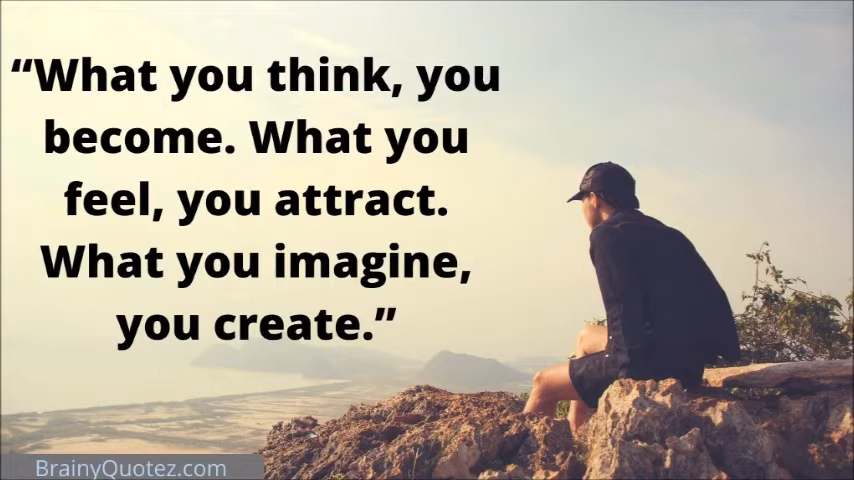 “What you think, you
become. What you
feel, you attract.
What you imagine,
you create.”
BrainyQuotez.com